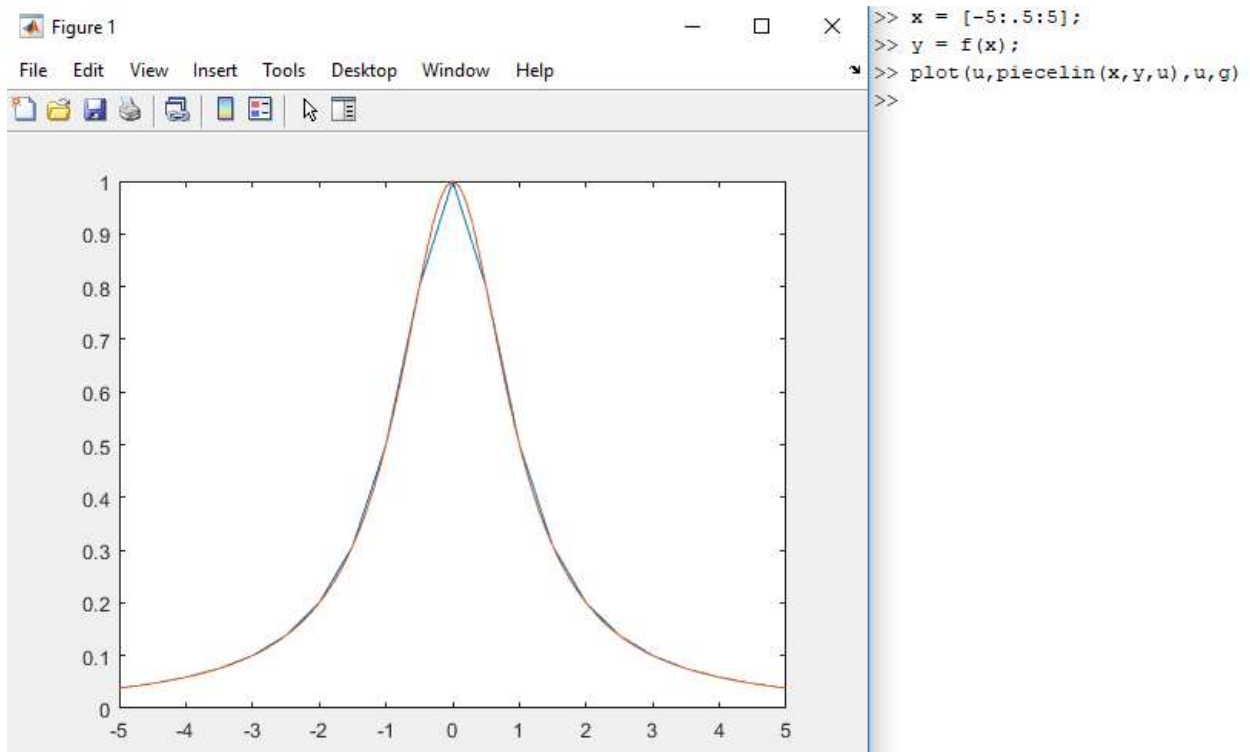 Figure 1
File Edit View Insert Tools Desktop Window Help
1
0.9
0.8
0.7
0.6
0.5
0.4
0.3
0.2
0.1
0
-5 -4 -3 -2 -1 0 1 2 3 4 5
>> x = [-5:.5:5];
>> y = f(x);
>> plot(u,piecelin(x,y,u),u,g)
>>